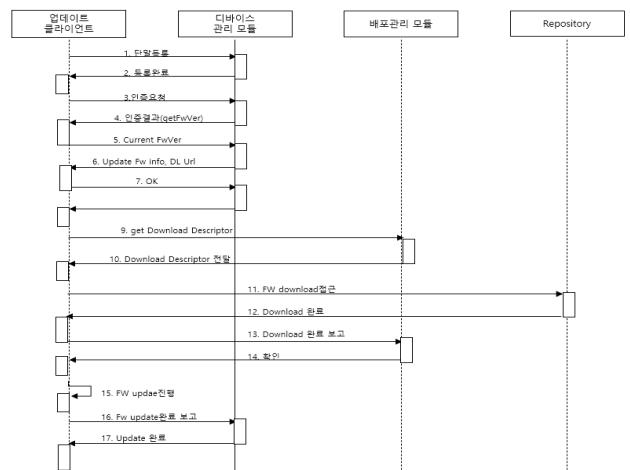 업데이트
클라이언트
디바이스
관리 모듈
배포관리 모듈
Repository
1. 단말등록
2. 등록완료
3.인증요청
4. 인증결과(getFwVer)
5. Current FwVer
6. Update Fw info, DL Url
7. OK
9. get Download Descriptor
10. Download Descriptor 전달
11. FW download접근
12. Download 완료
13. Download 완료 보고
14. 확인
15. FW updae진행
16. Fw update완료 보고
17. Update 완료